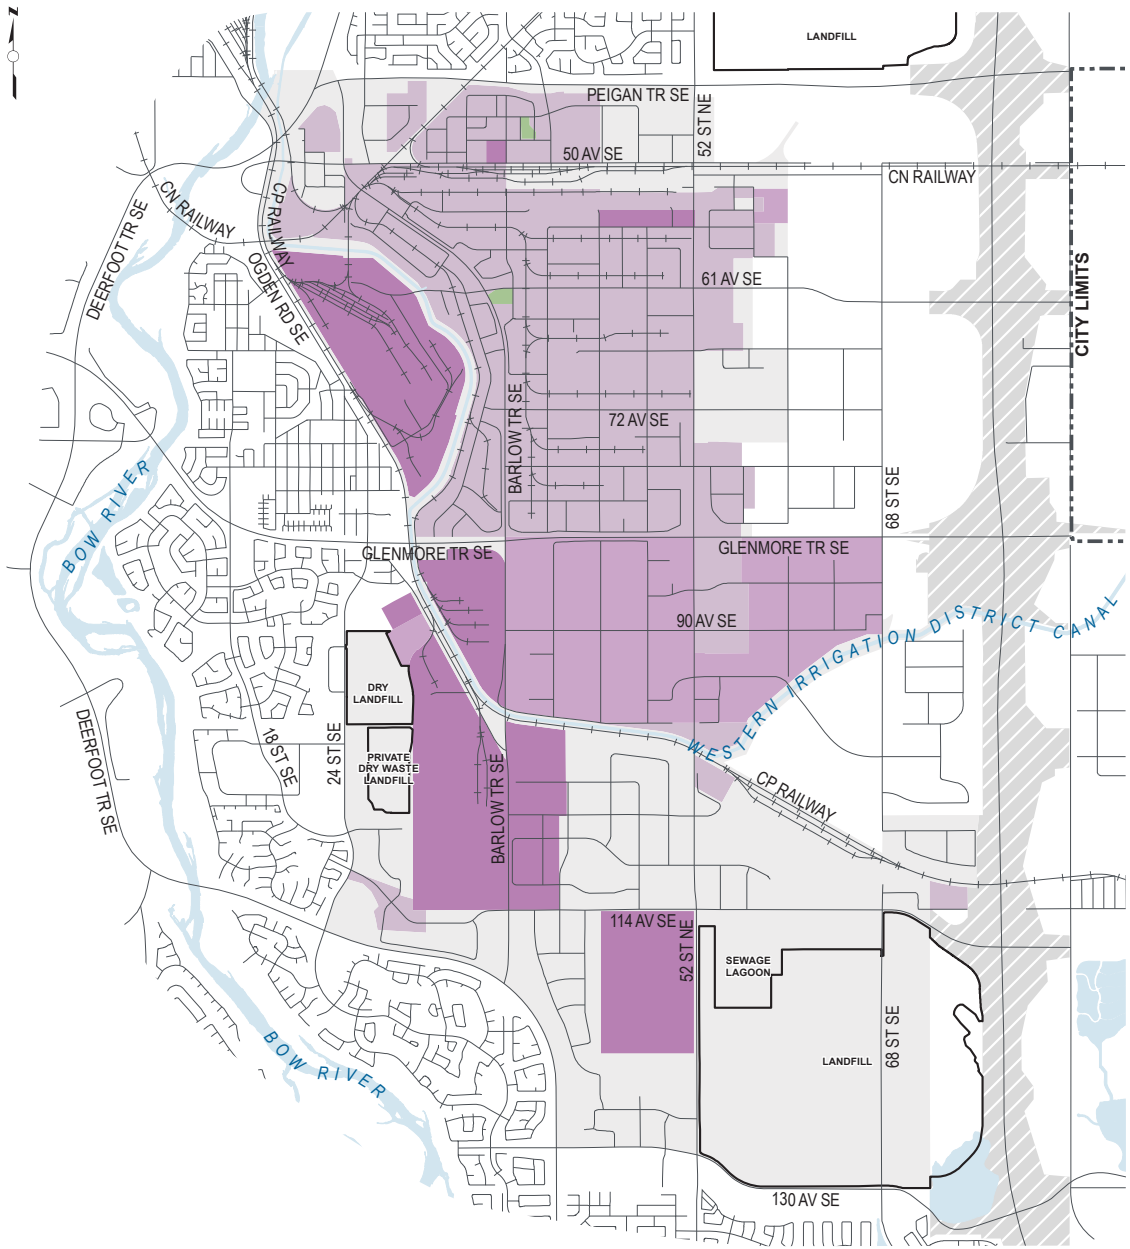 N
LANDFILL
PEIGAN TR SE
52 ST NE
50 AV SE
CN RAILWAY
CN RAILWAY
CP RAILWAY
DEERFOOT TR SE
OGDEN RD SE
61 AV SE
CITY LIMITS
BARLOW TR SE
72 AV SE
68 ST SE
BOW RIVER
GLENMORE TR SE
GLENMORE TR SE
90 AV SE
WESTERN IRRIGATION DISTRICT CANAL
DRY
LANDFILL
DEERFOOT TR SE
18 ST SE
24 ST SE
PRIVATE
DRY WASTE
LANDFILL
BARLOW TR SE
CP RAILWAY
114 AV SE
52 ST NE
SEWAGE
LAGOON
68 ST SE
LANDFILL
BOW RIVER
130 AV SE